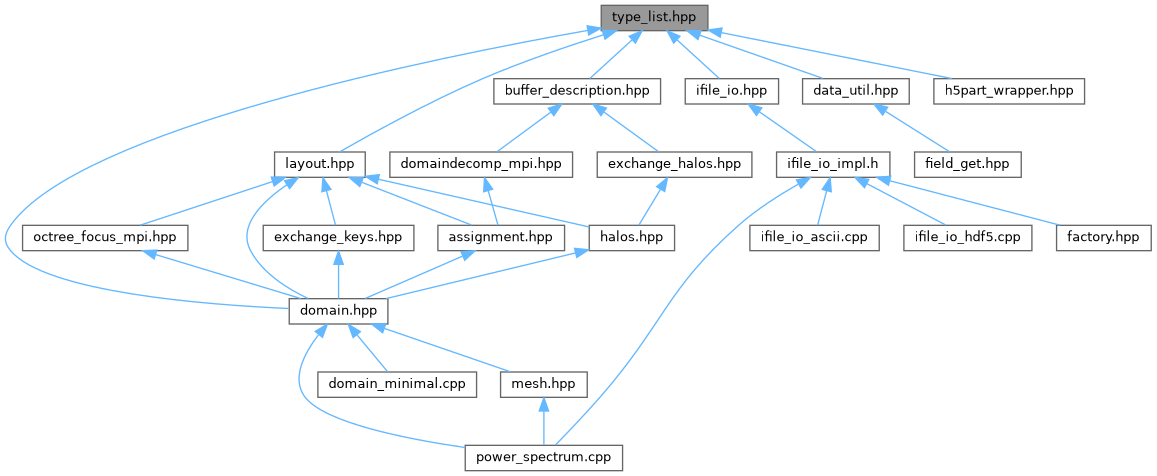 type_list.hpp
buffer_description.hpp
ifile_io.hpp
data_util.hpp
h5part_wrapper.hpp
layout.hpp
domaindecomp_mpi.hpp
exchange_halos.hpp
ifile_io_impl.h
field_get.hpp
octree_focus_mpi.hpp
exchange_keys.hpp
assignment.hpp
halos.hpp
ifile_io_ascii.cpp
ifile_io_hdf5.cpp
factory.hpp
domain.hpp
domain_minimal.cpp
mesh.hpp
power_spectrum.cpp